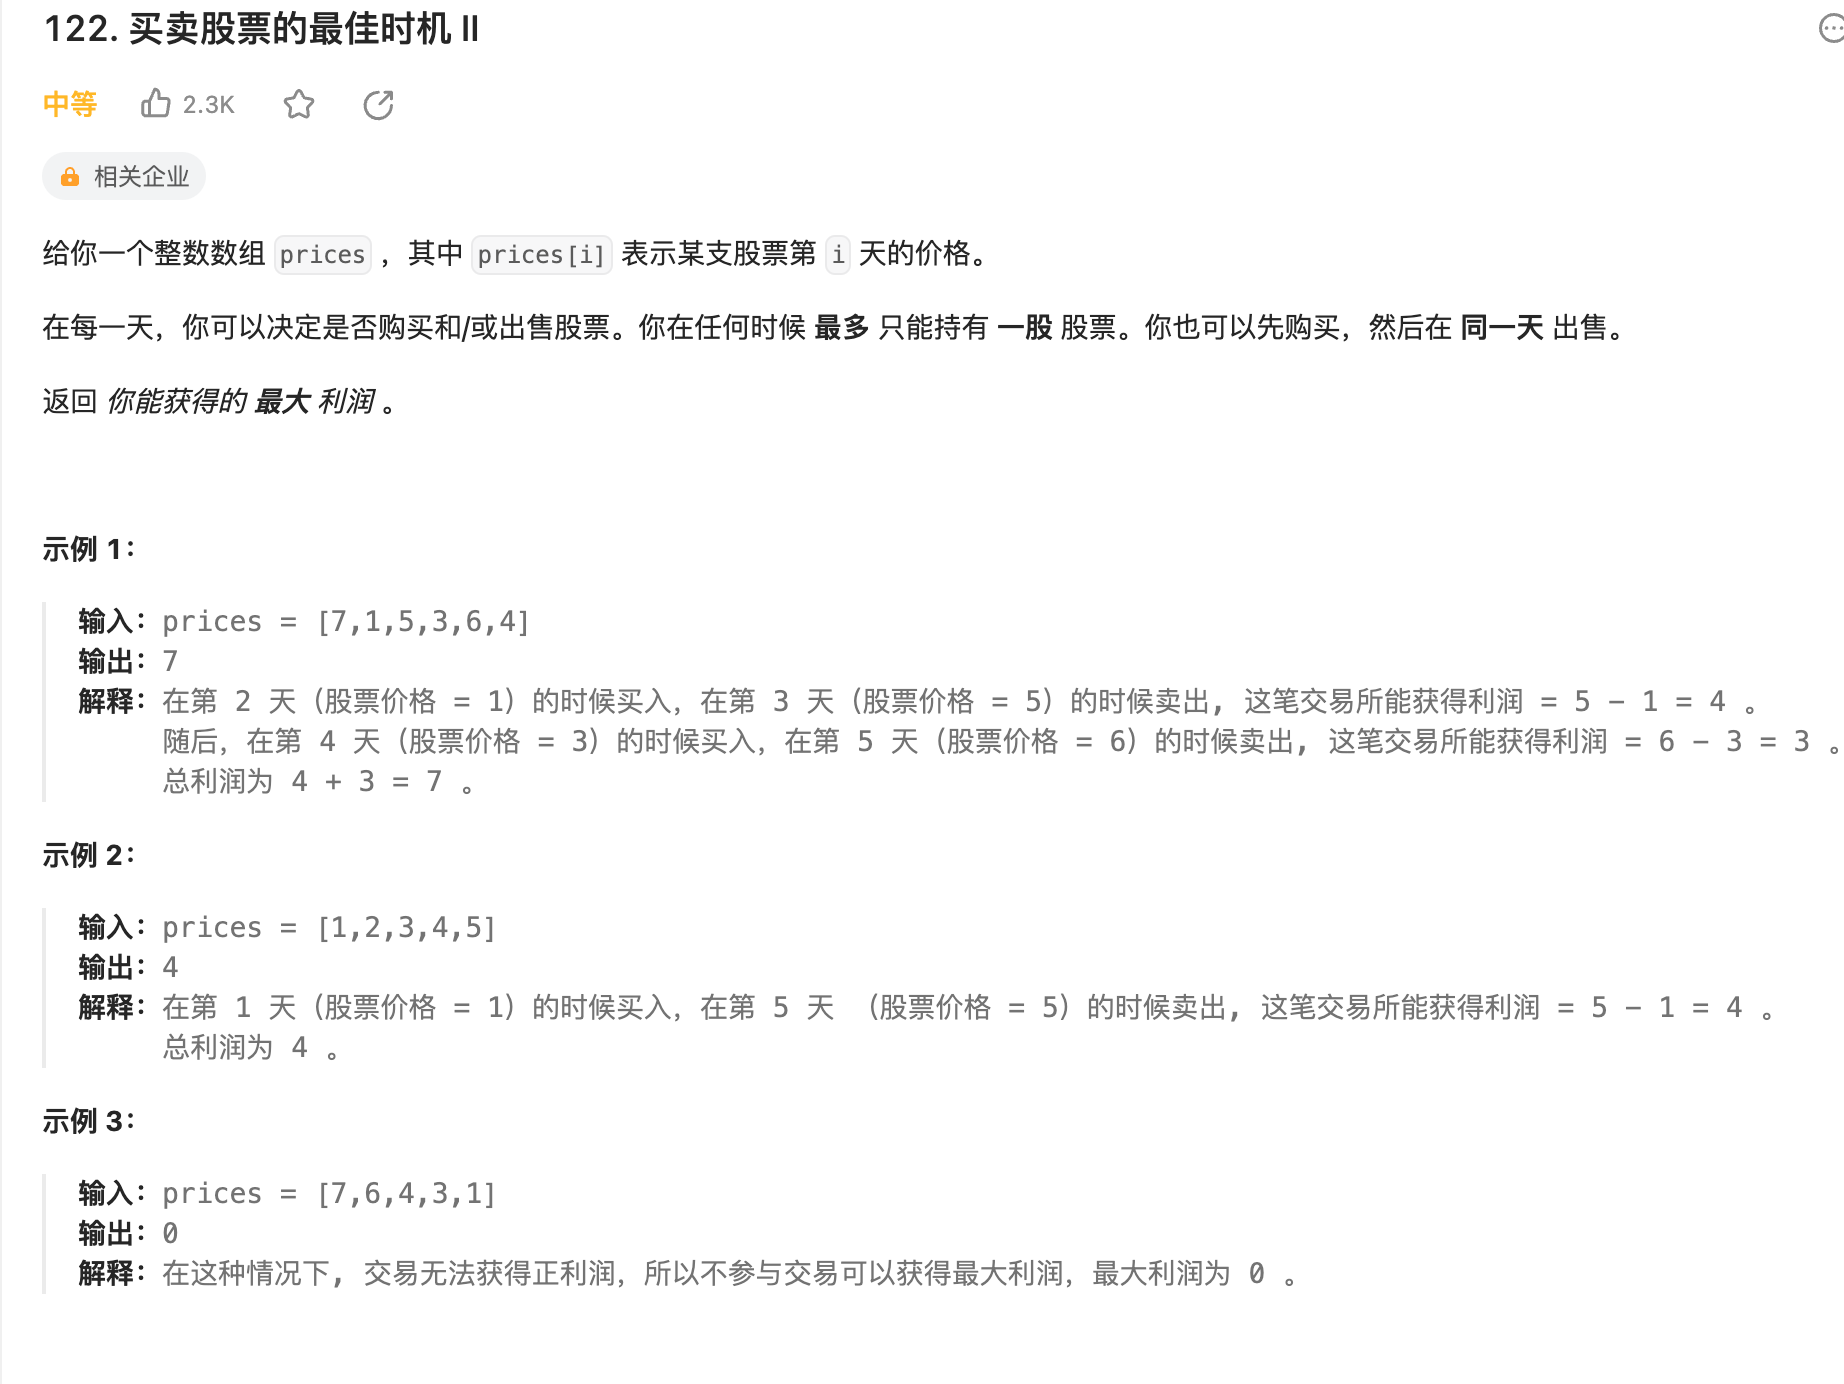 122. 买卖股票的最佳时机 II
中等 2.3K
相关企业
给你一个整数数组 prices ，其中 prices[i] 表示某支股票第 i 天的价格。
在每一天，你可以决定是否购买和/或出售股票。你在任何时候 最多 只能持有 一股 股票。你也可以先购买，然后在 同一天 出售。
返回 你能获得的 最大 利润 。
示例 1：
输入：prices = [7,1,5,3,6,4]
输出：7
解释：在第 2 天（股票价格 = 1）的时候买入，在第 3 天（股票价格 = 5）的时候卖出, 这笔交易所能获得利润 = 5 - 1 = 4 。
随后，在第 4 天（股票价格 = 3）的时候买入，在第 5 天（股票价格 = 6）的时候卖出, 这笔交易所能获得利润 = 6 - 3 = 3 。
总利润为 4 + 3 = 7 。
示例 2：
输入：prices = [1,2,3,4,5]
输出：4
解释：在第 1 天（股票价格 = 1）的时候买入，在第 5 天 （股票价格 = 5）的时候卖出, 这笔交易所能获得利润 = 5 - 1 = 4 。
总利润为 4 。
示例 3：
输入：prices = [7,6,4,3,1]
输出：0
解释：在这种情况下, 交易无法获得正利润，所以不参与交易可以获得最大利润，最大利润为 0 。